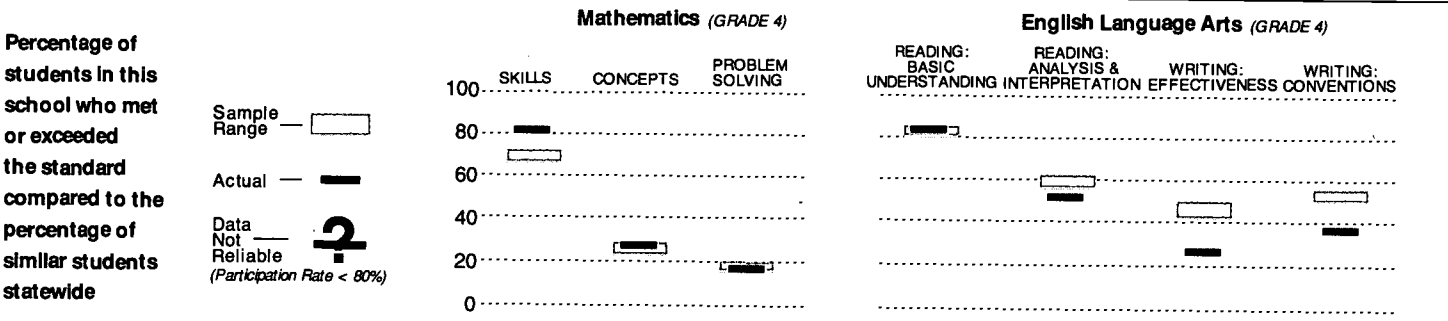 Percentage of
students in this
school who met
or exceeded
the standard
compared to the
percentage of
similar students
statewide
Sample
Range
Actual
Data
Not
Reliable
(Participation Rate < 80%)
?
Mathematics (GRADE 4)
SKILLS
CONCEPTS
PROBLEM
SOLVING
100
80
60
40
20
0
English Language Arts (GRADE 4)
READING:
BASIC
UNDERSTANDING
READING:
ANALYSIS &
INTERPRETATION
WRITING:
EFFECTIVENESS
WRITING:
CONVENTIONS